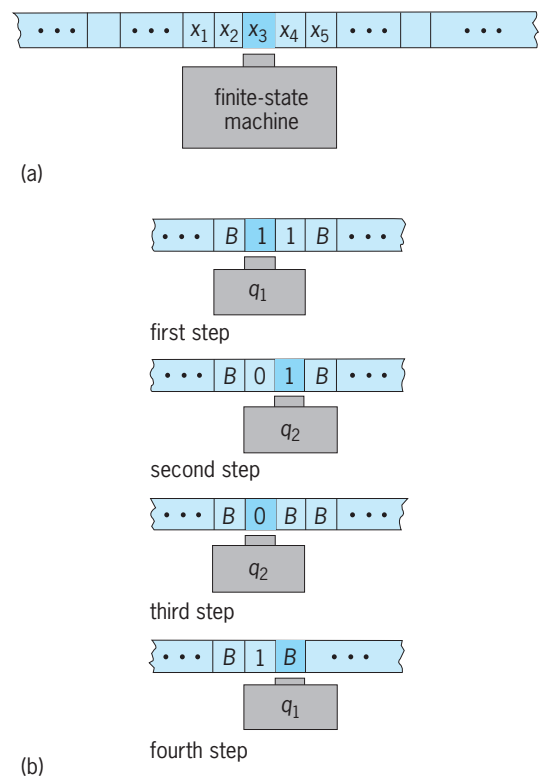 • • • • • • x₁ x₂ x₃ x₄ x₅ • • • • • •
finite-state
machine
(a)
• • • B 1 1 B • • •
q₁
first step
• • • B 0 1 B • • •
q₂
second step
• • • B 0 B B • • •
q₂
third step
• • • B 1 B • • •
q₁
fourth step
(b)